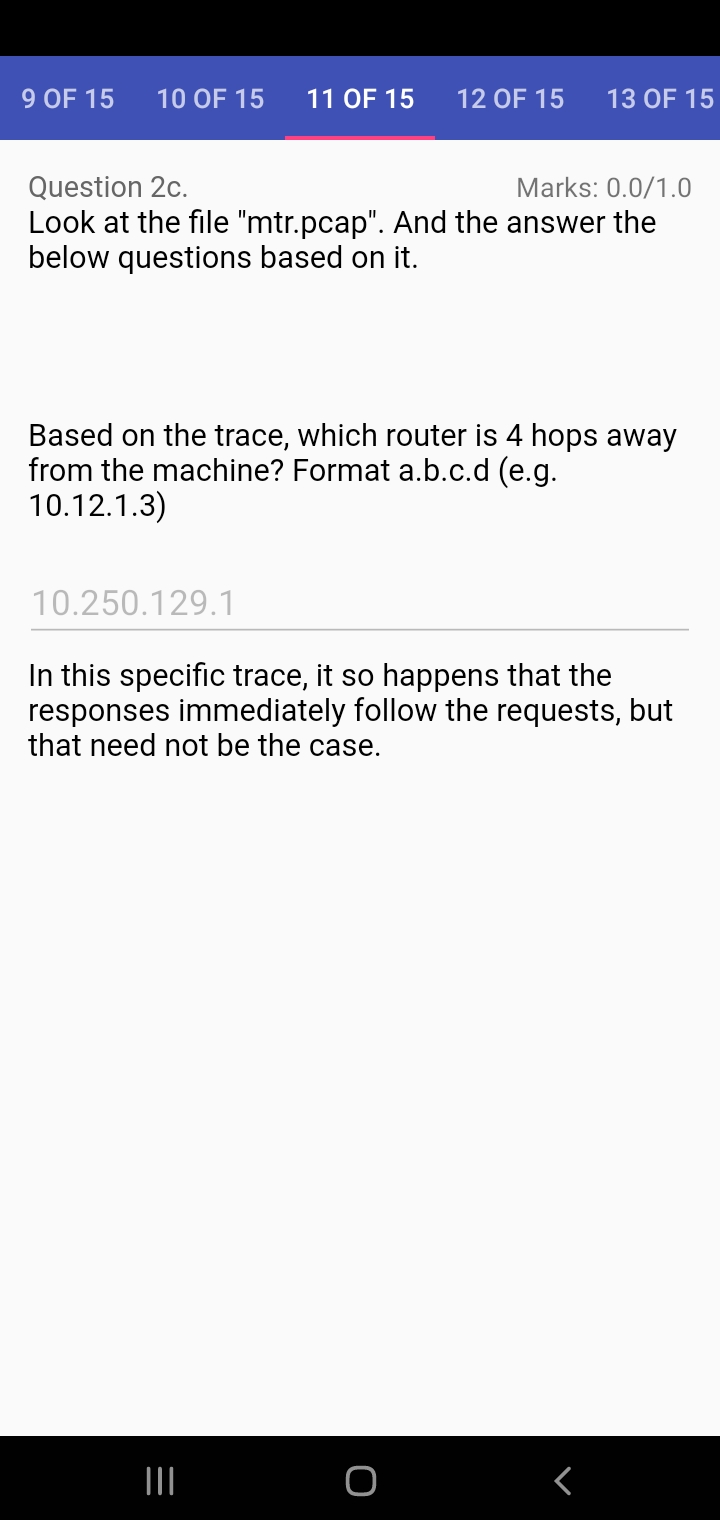 9 OF 15 10 OF 15 11 OF 15 12 OF 15 13 OF 15
Question 2c. Marks: 0.0/1.0
Look at the file "mtr.pcap". And the answer the
below questions based on it.
Based on the trace, which router is 4 hops away
from the machine? Format a.b.c.d (e.g.
10.12.1.3)
10.250.129.1
In this specific trace, it so happens that the
responses immediately follow the requests, but
that need not be the case.